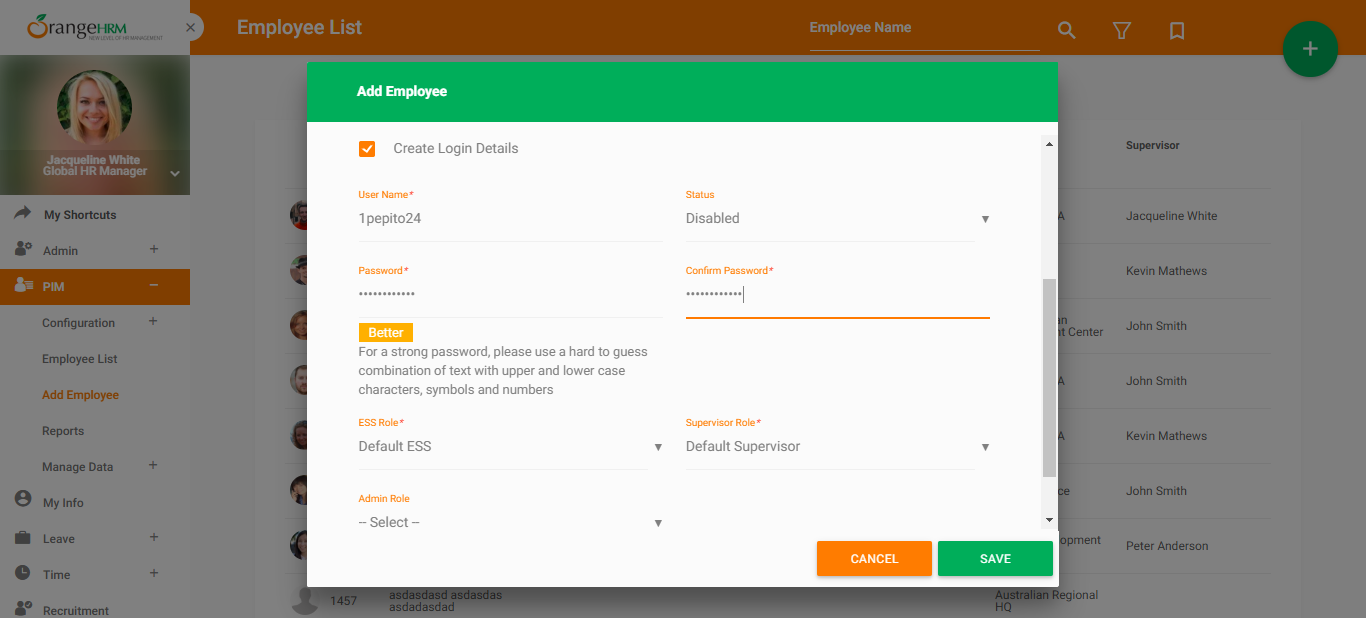 OrangeHRM
NEW LEVEL OF HR MANAGEMENT
Employee List
Employee Name
Jacqueline White
Global HR Manager
My Shortcuts
Admin
PIM
Configuration
Employee List
Add Employee
Reports
Manage Data
My Info
Leave
Time
Recruitment
Add Employee
Create Login Details
User Name*
1pepito24
Status
Disabled
Password*
••••••••••••
Confirm Password*
••••••••••••
Better
For a strong password, please use a hard to guess
combination of text with upper and lower case
characters, symbols and numbers
ESS Role*
Default ESS
Supervisor Role*
Default Supervisor
Admin Role
-- Select --
CANCEL
SAVE
Supervisor
A
Jacqueline White
Kevin Mathews
an
t Center
John Smith
A
John Smith
A
Kevin Mathews
ce
John Smith
opment
Peter Anderson
1457
asdasdasd asdasdas
asdadasdad
Australian Regional
HQ